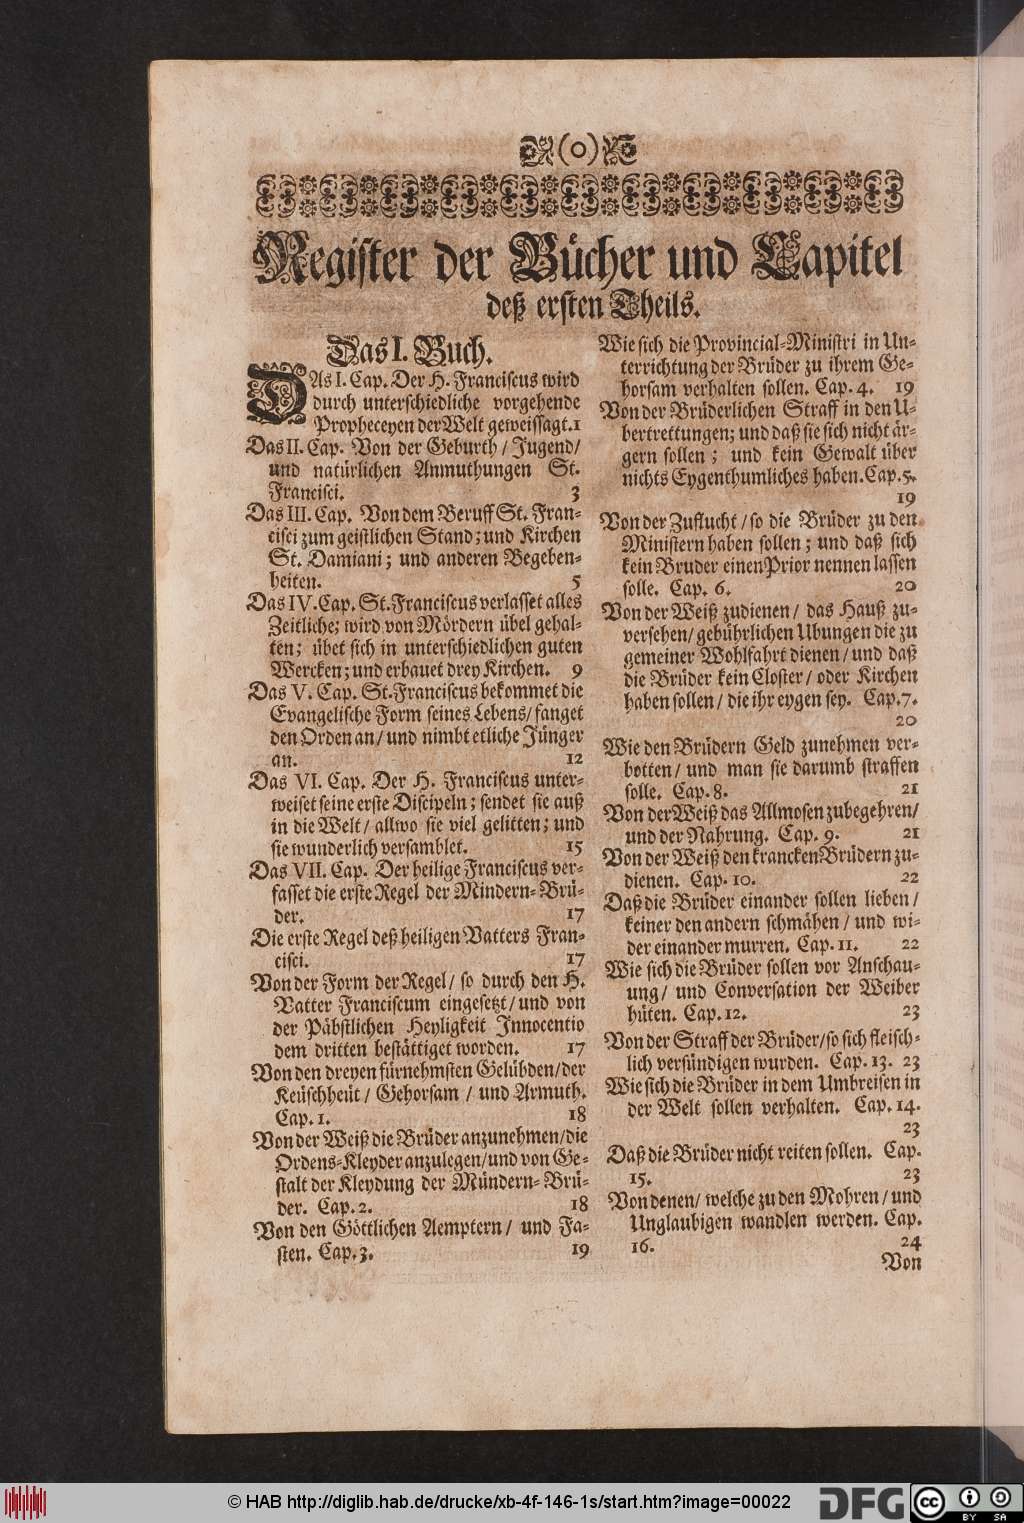 (o)
Register der Bücher und Capitel
deß ersten Theils.
Das I. Buch.
DAs I. Cap. Der H. Franciscus wird
durch unterschiedliche vorgehende
Propheceyen der Welt geweissagt. 1
Das II. Cap. Von der Geburth / Jugend /
und natürlichen Anmuthungen St.
Francisci. 3
Das III. Cap. Von dem Beruff St. Fran-
cisci zum geistlichen Stand; und Kirchen
St. Damiani; und anderen Begeben-
heiten. 5
Das IV. Cap. St. Franciscus verlasset alles
Zeitliche; wird von Mördern übel gehal-
ten; übet sich in unterschiedlichen guten
Wercken; und erbauet drey Kirchen. 9
Das V. Cap. St. Franciscus bekommet die
Evangelische Form seines Lebens / fanget
den Orden an / und nimbt etliche Jünger
an. 12
Das VI. Cap. Der H. Franciscus unter-
weiset seine erste Discipeln; sendet sie auß
in die Welt / allwo sie viel gelitten; und
sie wunderlich versamblet. 15
Das VII. Cap. Der heilige Franciscus ver-
fasset die erste Regel der Mindern-Brü-
der. 17
Die erste Regel deß heiligen Vatters Fran-
cisci. 17
Von der Form der Regel / so durch den H.
Vatter Franciscum eingesetzt / und von
der Päbstlichen Heyligkeit Innocentio
dem dritten bestättiget worden. 17
Von den dreyen fürnehmsten Gelübden / der
Keüschheüt / Gehorsam / und Armuth.
Cap. 1. 18
Von der Weiß die Brüder anzunehmen / die
Ordens-Kleyder anzulegen / und von Ge-
stalt der Kleydung der Mündern-Brü-
der. Cap. 2. 18
Von den Göttlichen Aemptern / und Fa-
sten. Cap. 3. 19
Wie sich die Provincial-Ministri in Un-
terrichtung der Brüder zu ihrem Ge-
horsam verhalten sollen. Cap. 4. 19
Von der Brüderlichen Straff in den U-
bertrettungen; und daß sie sich nicht är-
gern sollen; und kein Gewalt über
nichts Eygenthumliches haben. Cap. 5.
19
Von der Zuflucht / so die Brüder zu den
Ministern haben sollen; und daß sich
kein Bruder einen Prior nennen lassen
solle. Cap. 6. 20
Von der Weiß zudienen / das Hauß zu-
versehen / gebührlichen Ubungen die zu
gemeiner Wohlfahrt dienen / und daß
die Brüder kein Closter / oder Kirchen
haben sollen / die ihr eygen sey. Cap. 7.
20
Wie den Brüdern Geld zunehmen ver-
botten / und man sie darumb straffen
solle. Cap. 8. 21
Von der Weiß das Allmosen zubegehren /
und der Nahrung. Cap. 9. 21
Von der Weiß den krancken Brüdern zu-
dienen. Cap. 10. 22
Daß die Brüder einander sollen lieben /
keiner den andern schmähen / und wi-
der einander murren. Cap. 11. 22
Wie sich die Brüder sollen vor Anschau-
ung / und Conversation der Weiber
hüten. Cap. 12. 23
Von der Straff der Brüder / so sich fleisch-
lich versündigen wurden. Cap. 13. 23
Wie sich die Brüder in dem Umbreisen in
der Welt sollen verhalten. Cap. 14.
23
Daß die Brüder nicht reiten sollen. Cap.
15. 23
Von denen / welche zu den Mohren / und
Unglaubigen wandlen werden. Cap.
16. 24
Von
© HAB http://diglib.hab.de/drucke/xb-4f-146-1s/start.htm?image=00022
DFG
cc BY SA